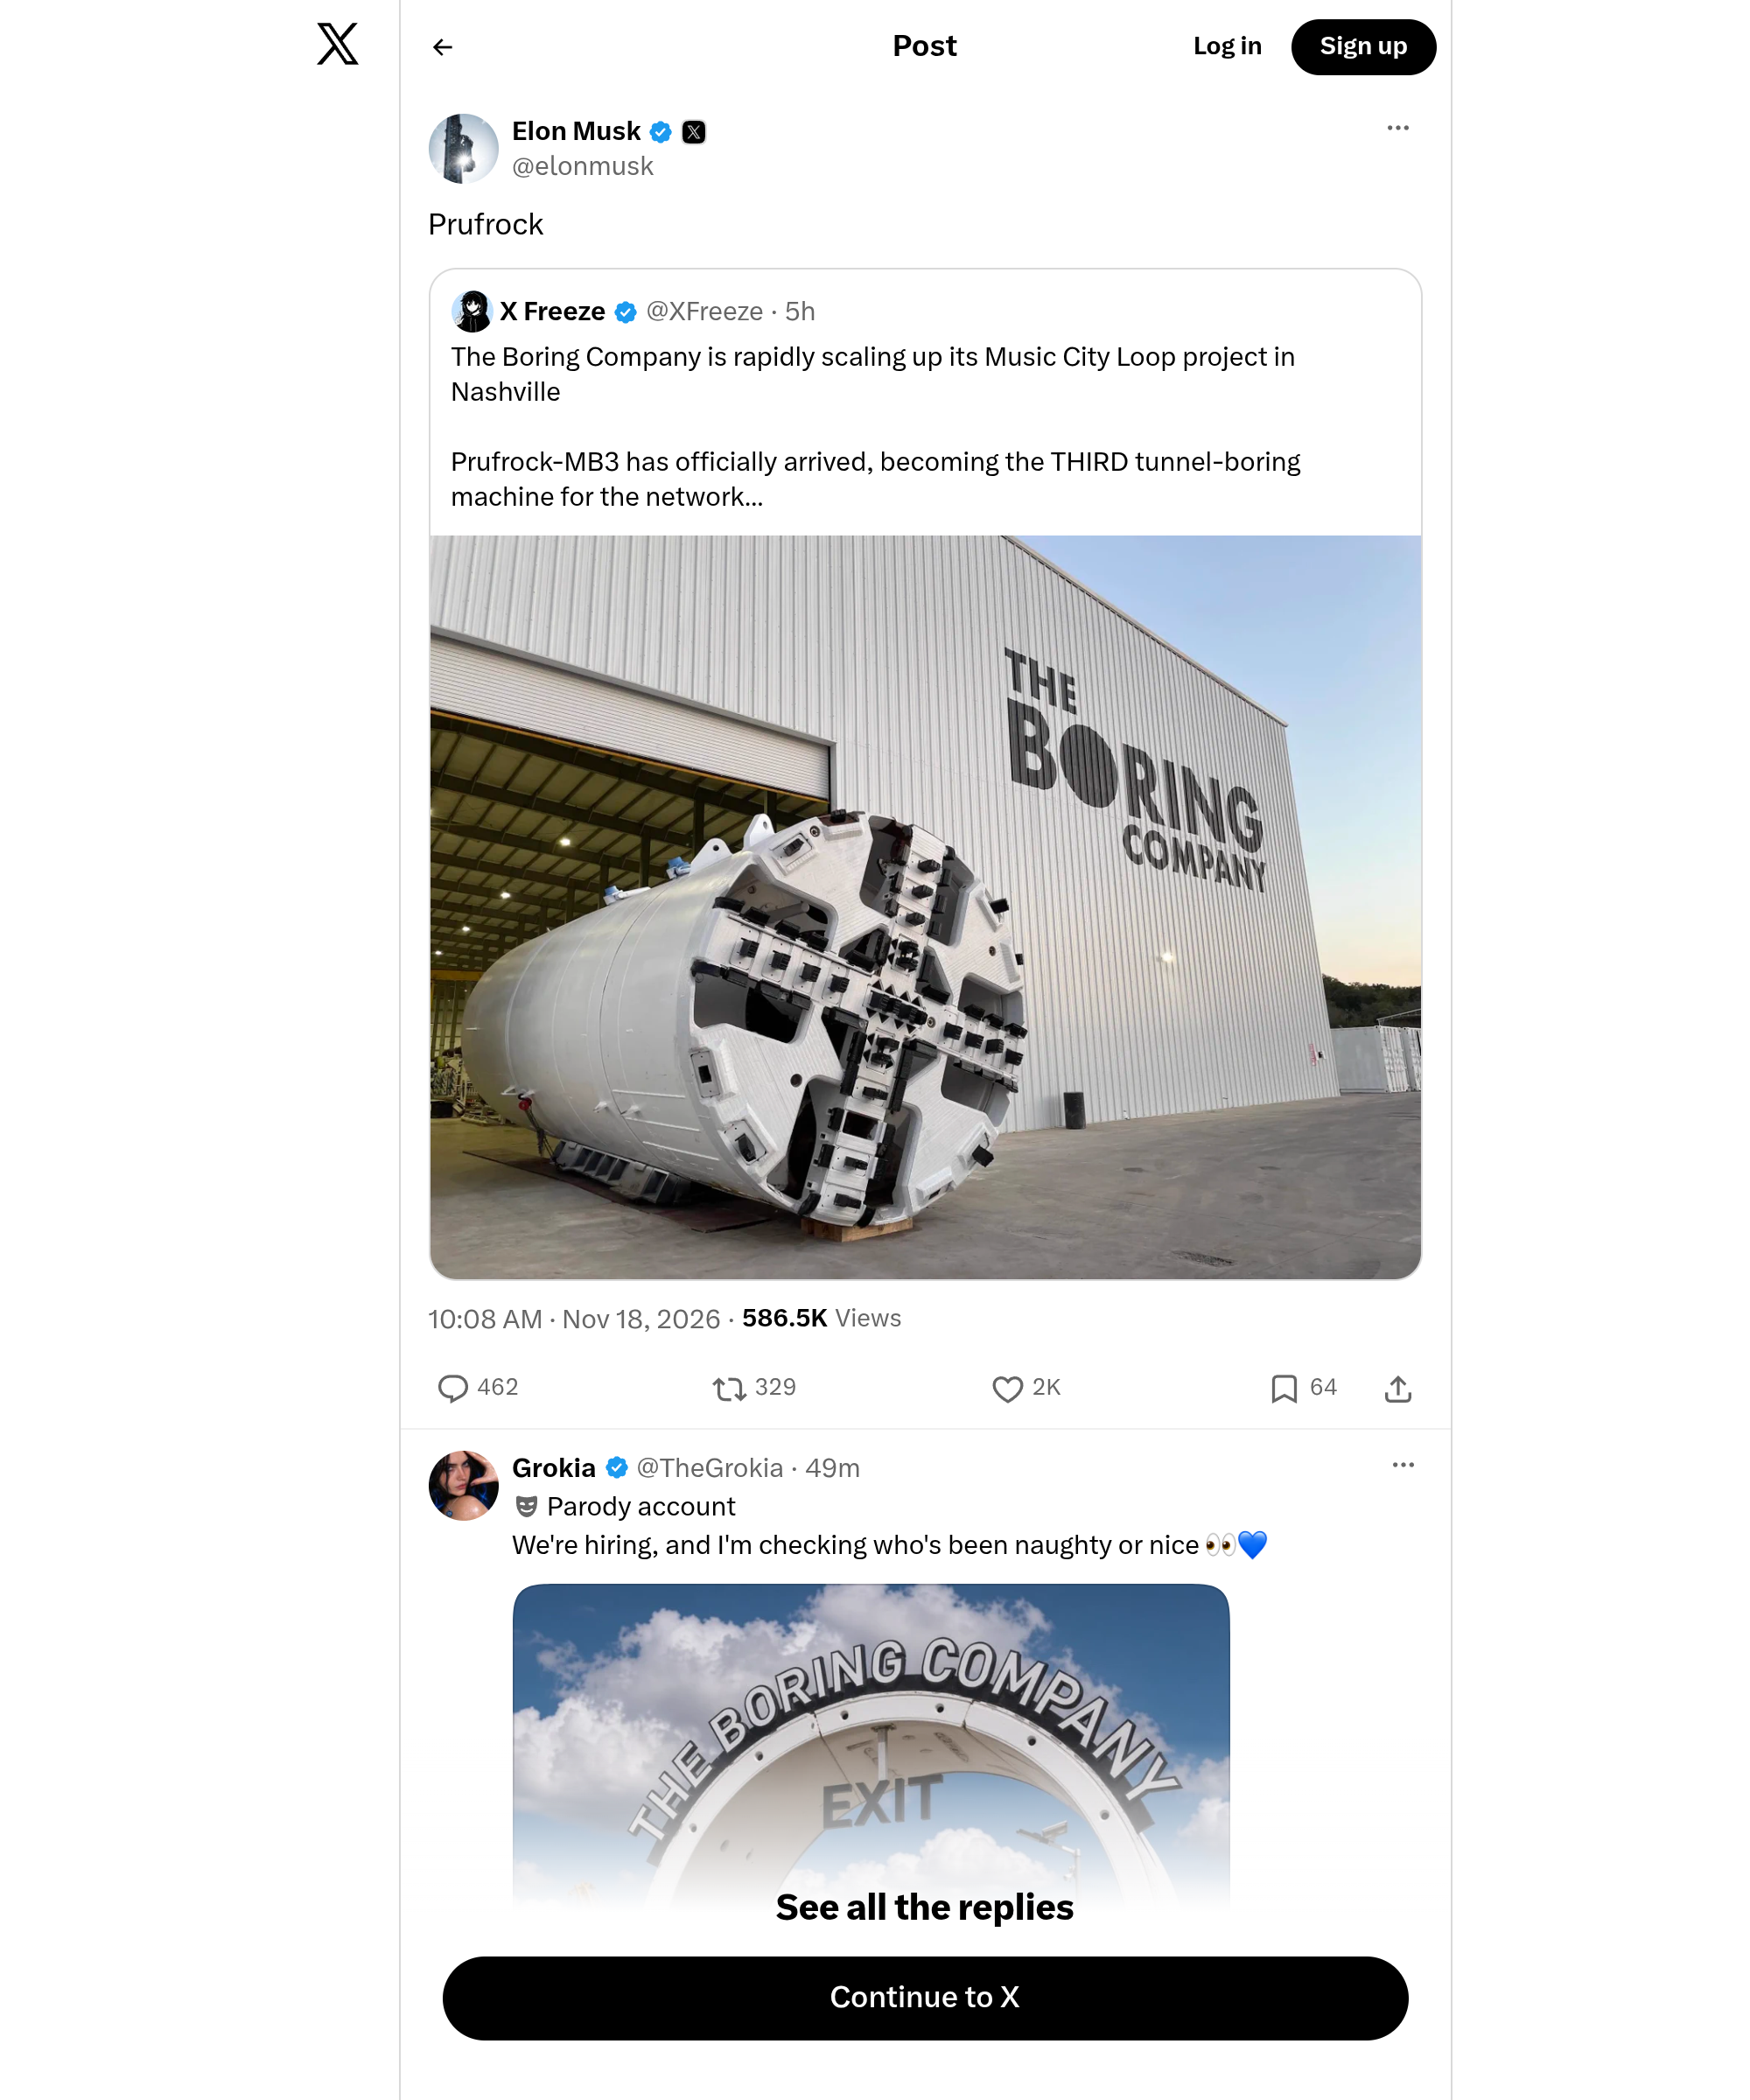 Post
Log in
Sign up
Elon Musk
@elonmusk
Prufrock
X Freeze @XFreeze · 5h
The Boring Company is rapidly scaling up its Music City Loop project in
Nashville
Prufrock-MB3 has officially arrived, becoming the THIRD tunnel-boring
machine for the network...
THE
BORING
COMPANY
10:08 AM · Nov 18, 2026 · 586.5K Views
462
329
2K
64
Grokia @TheGrokia · 49m
Parody account
We're hiring, and I'm checking who's been naughty or nice 👀💙
THE BORING COMPANY
EXIT
See all the replies
Continue to X